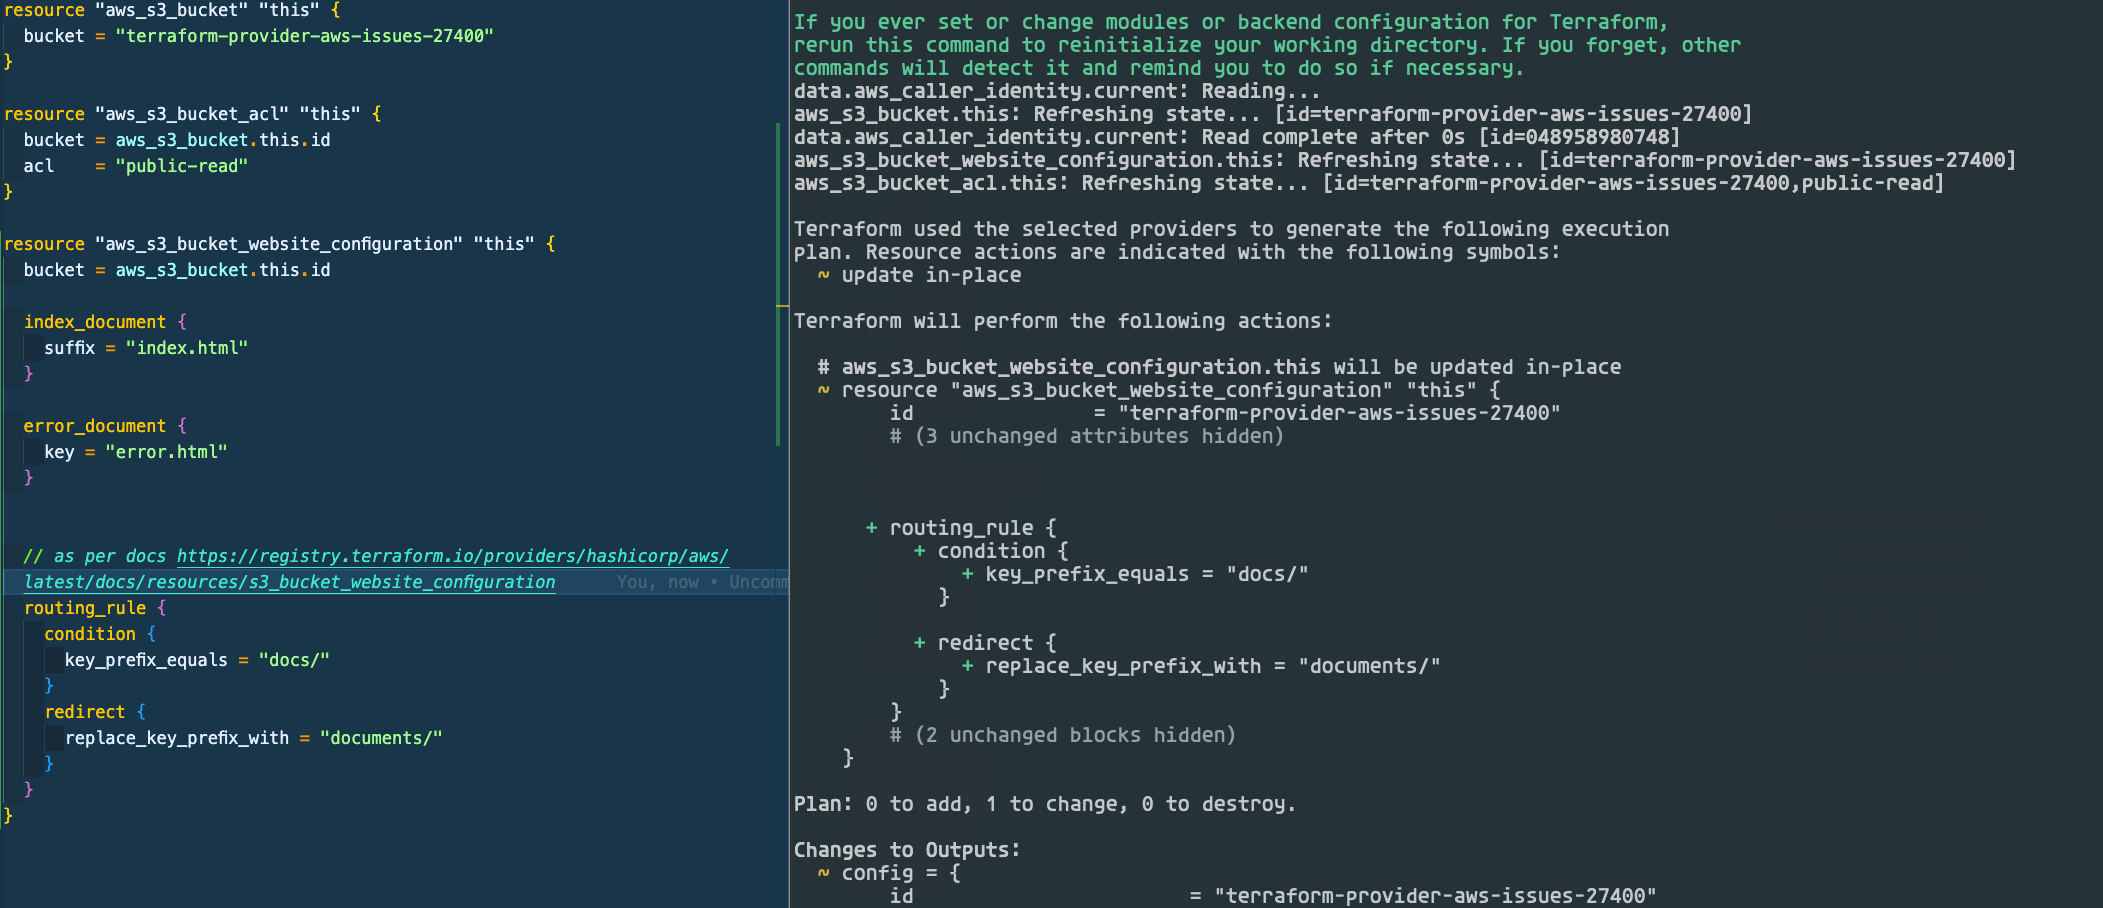 resource "aws_s3_bucket" "this" {
  bucket = "terraform-provider-aws-issues-27400"
}

resource "aws_s3_bucket_acl" "this" {
  bucket = aws_s3_bucket.this.id
  acl    = "public-read"
}

resource "aws_s3_bucket_website_configuration" "this" {
  bucket = aws_s3_bucket.this.id

  index_document {
    suffix = "index.html"
  }

  error_document {
    key = "error.html"
  }


  // as per docs https://registry.terraform.io/providers/hashicorp/aws/
  latest/docs/resources/s3_bucket_website_configuration      You, now • Uncomm
  routing_rule {
    condition {
      key_prefix_equals = "docs/"
    }
    redirect {
      replace_key_prefix_with = "documents/"
    }
  }
}
If you ever set or change modules or backend configuration for Terraform,
rerun this command to reinitialize your working directory. If you forget, other
commands will detect it and remind you to do so if necessary.
data.aws_caller_identity.current: Reading...
aws_s3_bucket.this: Refreshing state... [id=terraform-provider-aws-issues-27400]
data.aws_caller_identity.current: Read complete after 0s [id=048958980748]
aws_s3_bucket_website_configuration.this: Refreshing state... [id=terraform-provider-aws-issues-27400]
aws_s3_bucket_acl.this: Refreshing state... [id=terraform-provider-aws-issues-27400,public-read]

Terraform used the selected providers to generate the following execution
plan. Resource actions are indicated with the following symbols:
  ~ update in-place

Terraform will perform the following actions:

  # aws_s3_bucket_website_configuration.this will be updated in-place
  ~ resource "aws_s3_bucket_website_configuration" "this" {
        id               = "terraform-provider-aws-issues-27400"
        # (3 unchanged attributes hidden)



      + routing_rule {
          + condition {
              + key_prefix_equals = "docs/"
            }

          + redirect {
              + replace_key_prefix_with = "documents/"
            }
        }
        # (2 unchanged blocks hidden)
    }

Plan: 0 to add, 1 to change, 0 to destroy.

Changes to Outputs:
  ~ config = {
        id                       = "terraform-provider-aws-issues-27400"